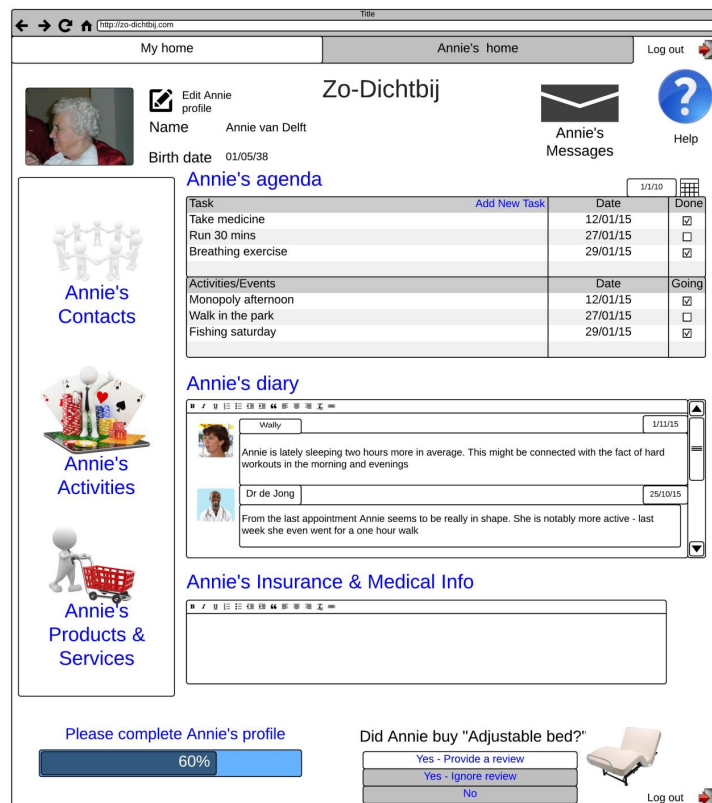 Title
http://zo-dichtbij.com
My home
Annie's home
Log out
Edit Annie
profile
Zo-Dichtbij
Name Annie van Delft
Birth date 01/05/38
Annie's
Messages
Help
Annie's agenda
1/1/10
Task Add New Task Date Done
Take medicine 12/01/15
Run 30 mins 27/01/15
Breathing exercise 29/01/15
Activities/Events Date Going
Monopoly afternoon 12/01/15
Walk in the park 27/01/15
Fishing saturday 29/01/15
Annie's
Contacts
Annie's
Activities
Annie's
Products &
Services
Annie's diary
Wally 1/11/15
Annie is lately sleeping two hours more in average. This might be connected with the fact of hard
workouts in the morning and evenings
Dr de Jong 25/10/15
From the last appointment Annie seems to be really in shape. She is notably more active - last
week she even went for a one hour walk
Annie's Insurance & Medical Info
Please complete Annie's profile
60%
Did Annie buy "Adjustable bed?"
Yes - Provide a review
Yes - Ignore review
No
Log out